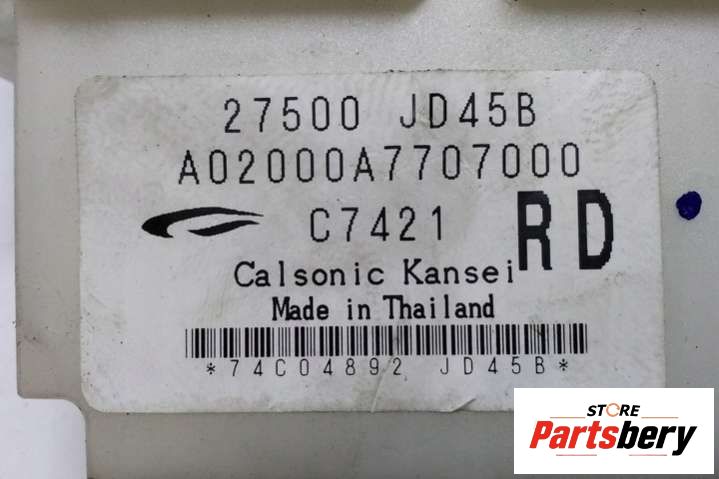 27500 JD45B
A02000A7707000
C7421 RD
Calsonic Kansei
Made in Thailand
*74C04892 JD45B*
STORE
Partsbery